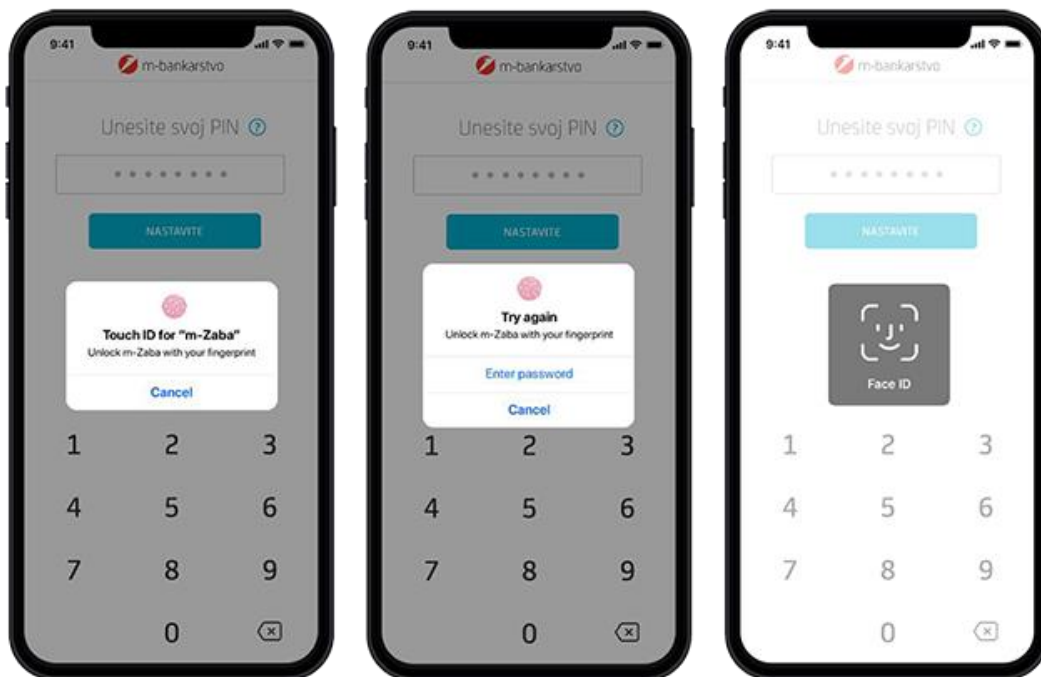 9:41
m-bankarstvo
Unesite svoj PIN ?
NASTAVITE
Touch ID for "m-Zaba"
Unlock m-Zaba with your fingerprint
Cancel
1 2 3
4 5 6
7 8 9
0
9:41
m-bankarstvo
Unesite svoj PIN ?
NASTAVITE
Try again
Unlock m-Zaba with your fingerprint
Enter password
Cancel
1 2 3
4 5 6
7 8 9
0
9:41
m-bankarstvo
Unesite svoj PIN ?
NASTAVITE
Face ID
1 2 3
4 5 6
7 8 9
0